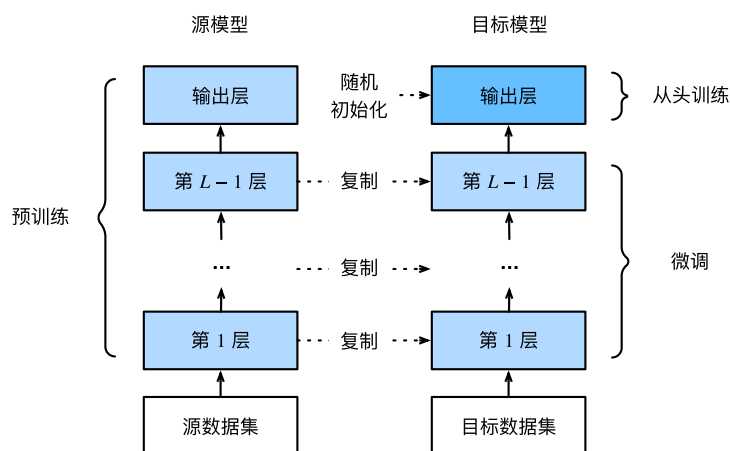 源模型
目标模型
输出层
随机
初始化
输出层
从头训练
第 L – 1 层
复制
第 L – 1 层
预训练
...
复制
...
微调
第 1 层
复制
第 1 层
源数据集
目标数据集